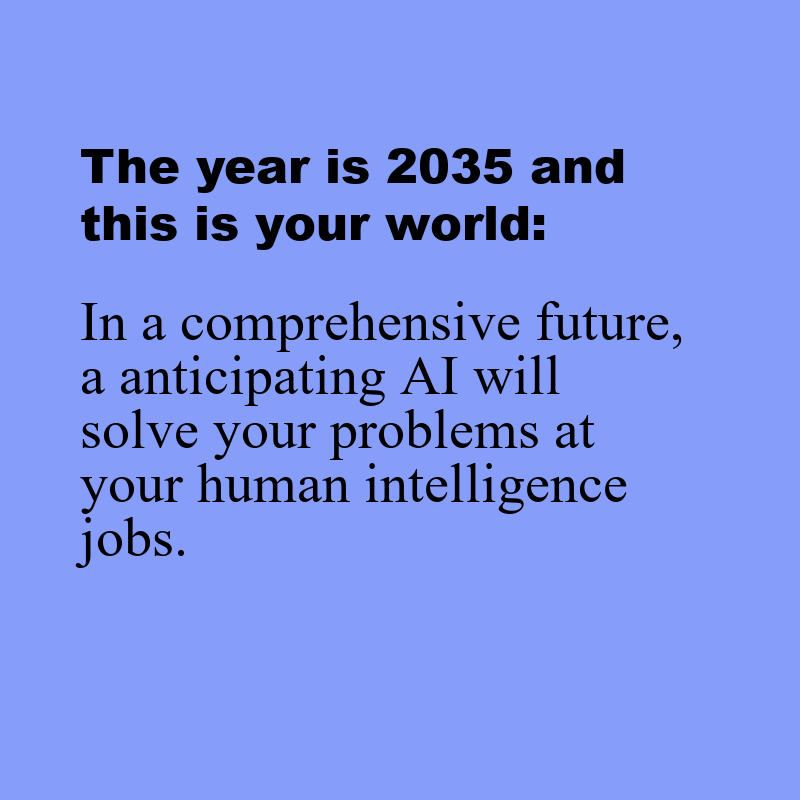 The year is 2035 and
this is your world:
In a comprehensive future,
a anticipating AI will
solve your problems at
your human intelligence
jobs.